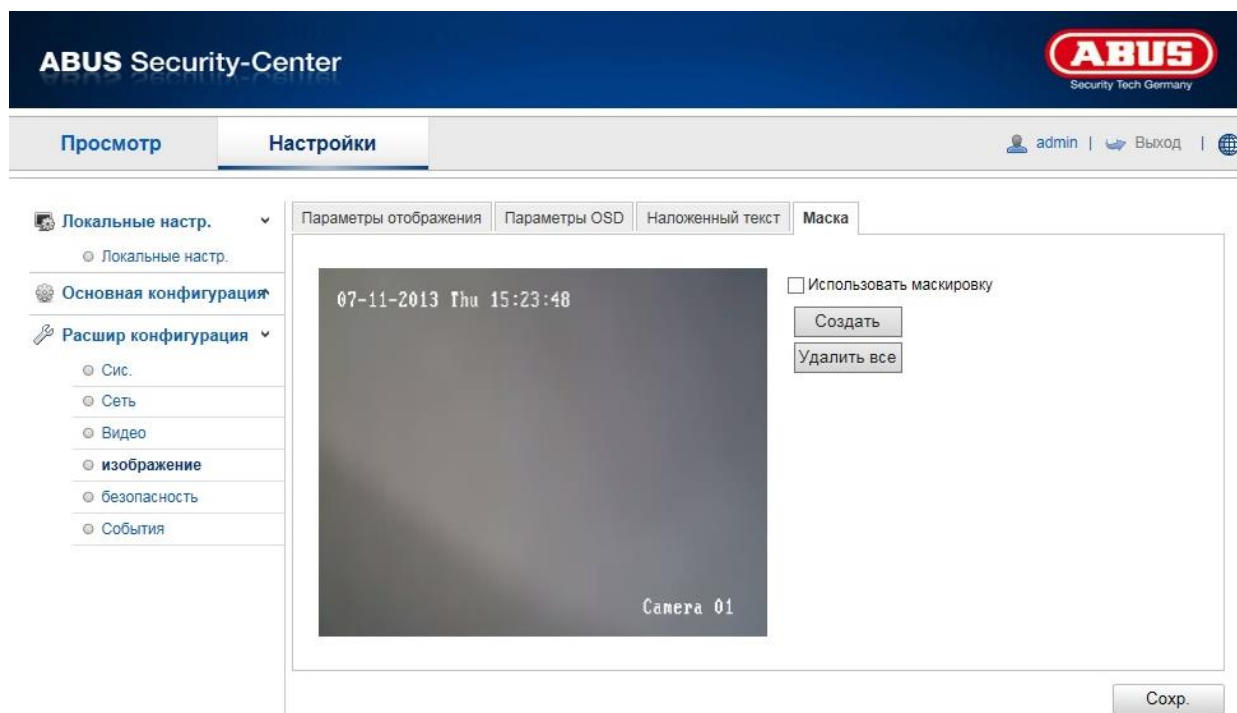 ABUS Security-Center
ABUS
Security Tech Germany
Просмотр
Настройки
admin | Выход |
Локальные настр.
Локальные настр.
Основная конфигурация
Расшир конфигурация
Сис.
Сеть
Видео
изображение
безопасность
События
Параметры отображения
Параметры OSD
Наложенный текст
Маска
07-11-2013 Thu 15:23:48
Camera 01
Использовать маскировку
Создать
Удалить все
Сохр.